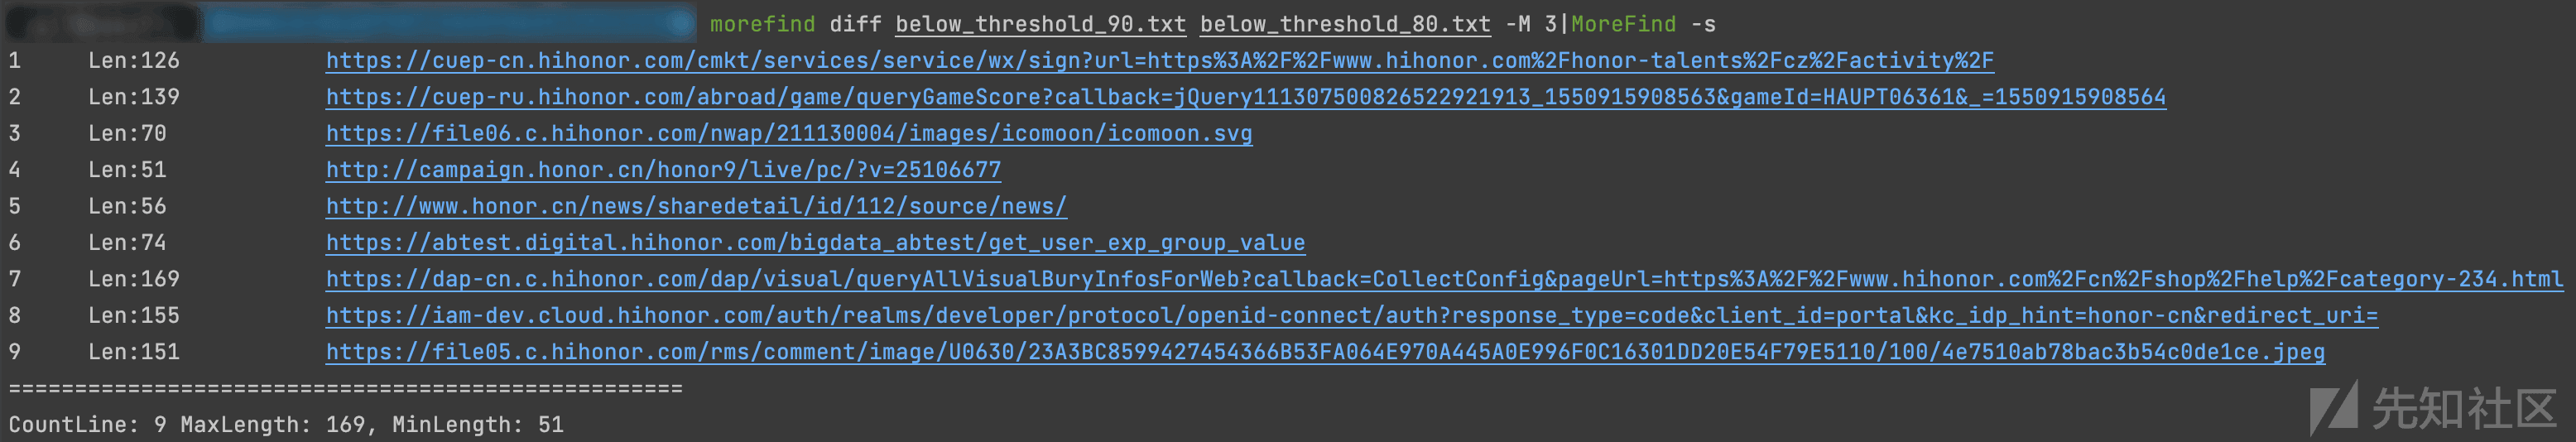 morefind diff below_threshold_90.txt below_threshold_80.txt -M 3|MoreFind -s
1 Len:126 https://cuep-cn.hihonor.com/cmkt/services/service/wx/sign?url=https%3A%2F%2Fwww.hihonor.com%2Fhonor-talents%2Fcz%2Factivity%2F
2 Len:139 https://cuep-ru.hihonor.com/abroad/game/queryGameScore?callback=jQuery111307500826522921913_1550915908563&gameId=HAUPT06361&_=1550915908564
3 Len:70 https://file06.c.hihonor.com/nwap/211130004/images/icomoon/icomoon.svg
4 Len:51 http://campaign.honor.cn/honor9/live/pc/?v=25106677
5 Len:56 http://www.honor.cn/news/sharedetail/id/112/source/news/
6 Len:74 https://abtest.digital.hihonor.com/bigdata_abtest/get_user_exp_group_value
7 Len:169 https://dap-cn.c.hihonor.com/dap/visual/queryAllVisualBuryInfosForWeb?callback=CollectConfig&pageUrl=https%3A%2F%2Fwww.hihonor.com%2Fcn%2Fshop%2Fhelp%2Fcategory-234.html
8 Len:155 https://iam-dev.cloud.hihonor.com/auth/realms/developer/protocol/openid-connect/auth?response_type=code&client_id=portal&kc_idp_hint=honor-cn&redirect_uri=
9 Len:151 https://file05.c.hihonor.com/rms/comment/image/U0630/23A3BC8599427454366B53FA064E970A445A0E996F0C16301DD20E54F79E5110/100/4e7510ab78bac3b54c0de1ce.jpeg
===================================================
CountLine: 9 MaxLength: 169, MinLength: 51
先知社区